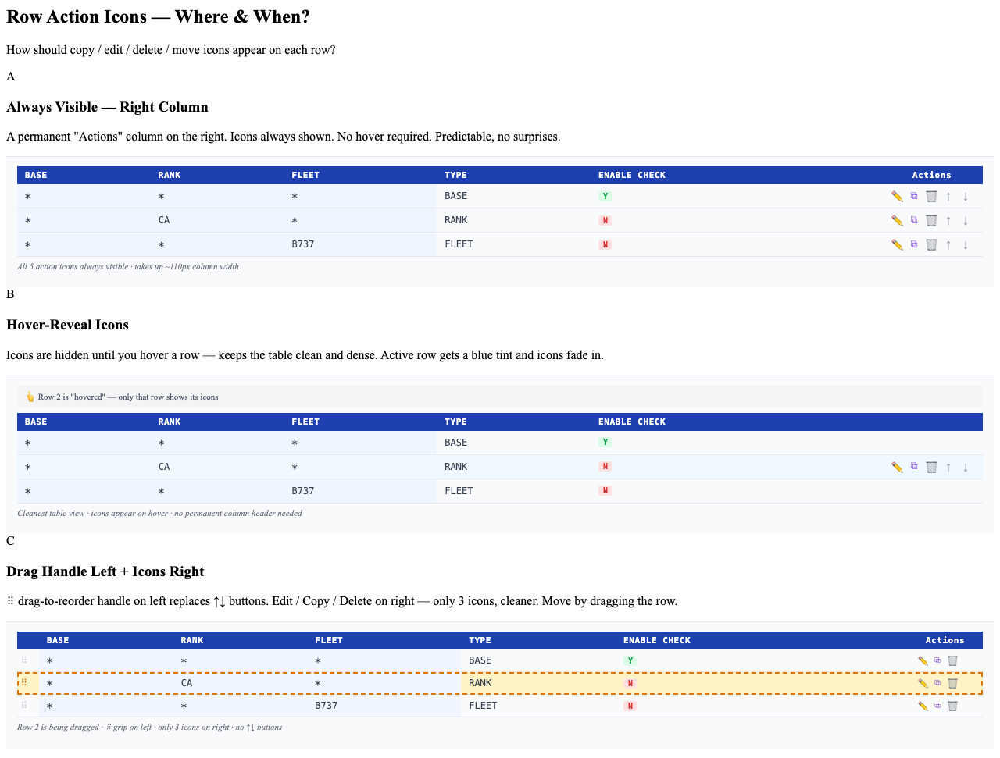 Row Action Icons — Where & When?
How should copy / edit / delete / move icons appear on each row?
A
Always Visible — Right Column
A permanent "Actions" column on the right. Icons always shown. No hover required. Predictable, no surprises.
BASE RANK FLEET TYPE ENABLE CHECK Actions
* * * BASE Y ✏️ ⧉ 🗑️ ↑ ↓
* CA * RANK N ✏️ ⧉ 🗑️ ↑ ↓
* * B737 FLEET N ✏️ ⧉ 🗑️ ↑ ↓
All 5 action icons always visible · takes up ~110px column width
B
Hover-Reveal Icons
Icons are hidden until you hover a row — keeps the table clean and dense. Active row gets a blue tint and icons fade in.
👆 Row 2 is "hovered" — only that row shows its icons
BASE RANK FLEET TYPE ENABLE CHECK
* * * BASE Y
* CA * RANK N ✏️ ⧉ 🗑️ ↑ ↓
* * B737 FLEET N
Cleanest table view · icons appear on hover · no permanent column header needed
C
Drag Handle Left + Icons Right
⠿ drag-to-reorder handle on left replaces ↑↓ buttons. Edit / Copy / Delete on right — only 3 icons, cleaner. Move by dragging the row.
BASE RANK FLEET TYPE ENABLE CHECK Actions
⠿ * * * BASE Y ✏️ ⧉ 🗑️
⠿ * CA * RANK N ✏️ ⧉ 🗑️
⠿ * * B737 FLEET N ✏️ ⧉ 🗑️
Row 2 is being dragged · ⠿ grip on left · only 3 icons on right · no ↑↓ buttons